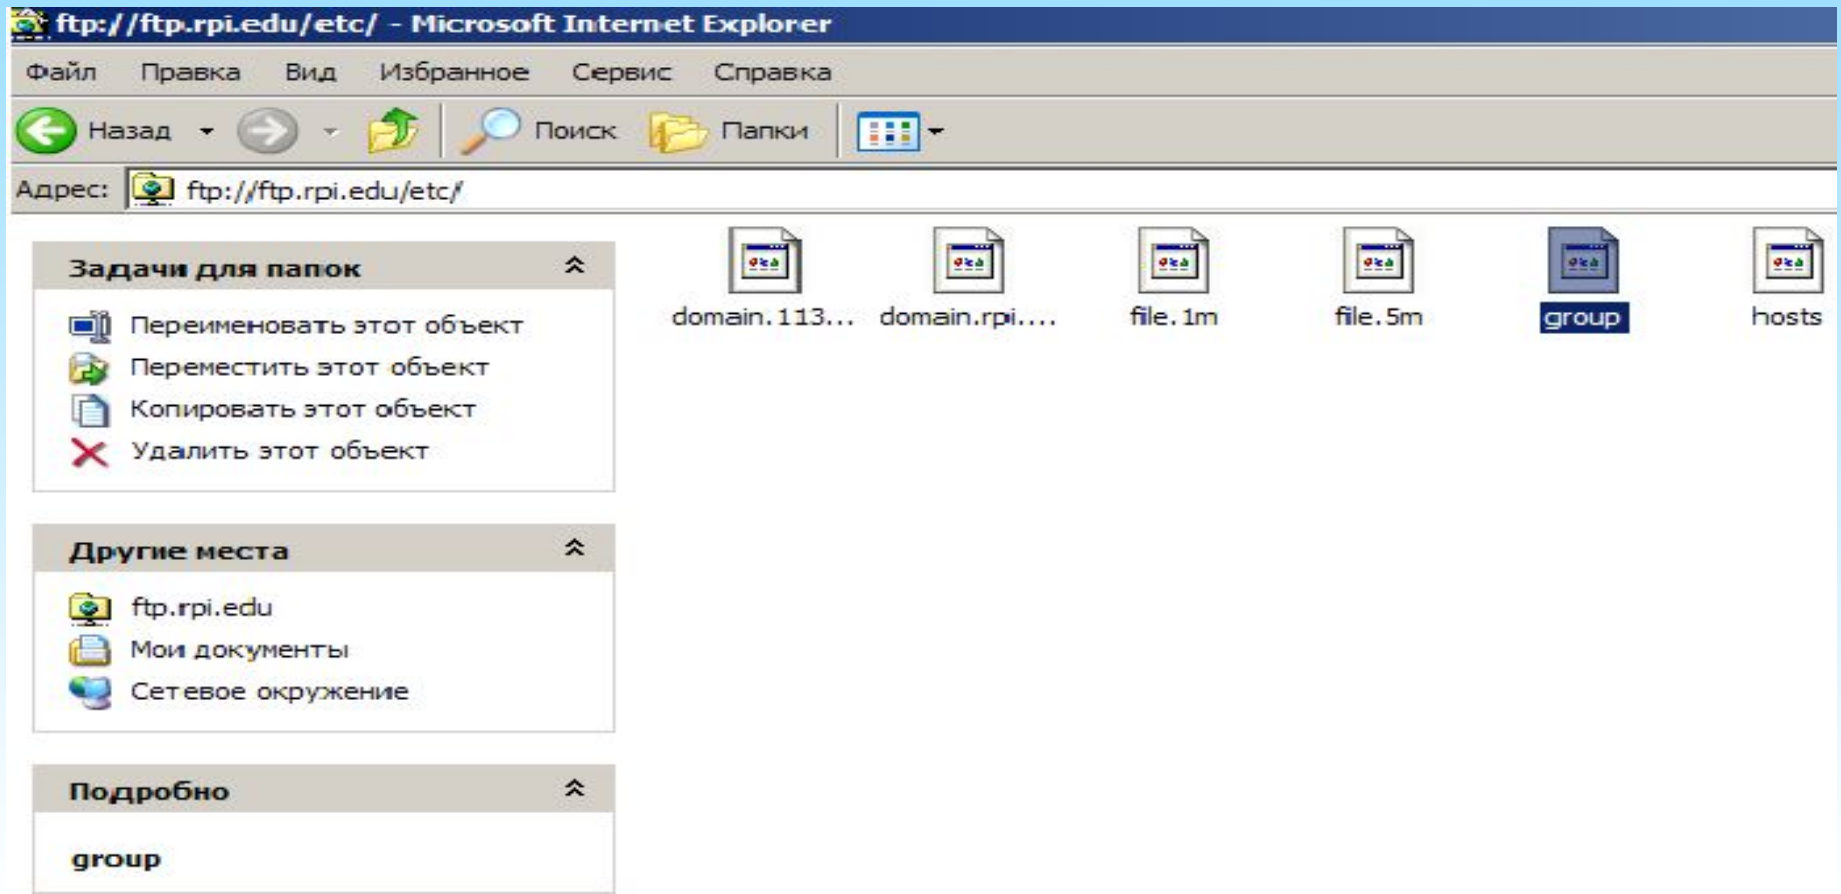 ftp://ftp.rpi.edu/etc/ - Microsoft Internet Explorer
Файл Правка Вид Избранное Сервис Справка
Назад Поиск Папки
Адрес: ftp://ftp.rpi.edu/etc/
Задачи для папок
Переименовать этот объект
Переместить этот объект
Копировать этот объект
Удалить этот объект
Другие места
ftp.rpi.edu
Мои документы
Сетевое окружение
Подробно
group
domain.113... domain.rpi.... file.1m file.5m group hosts